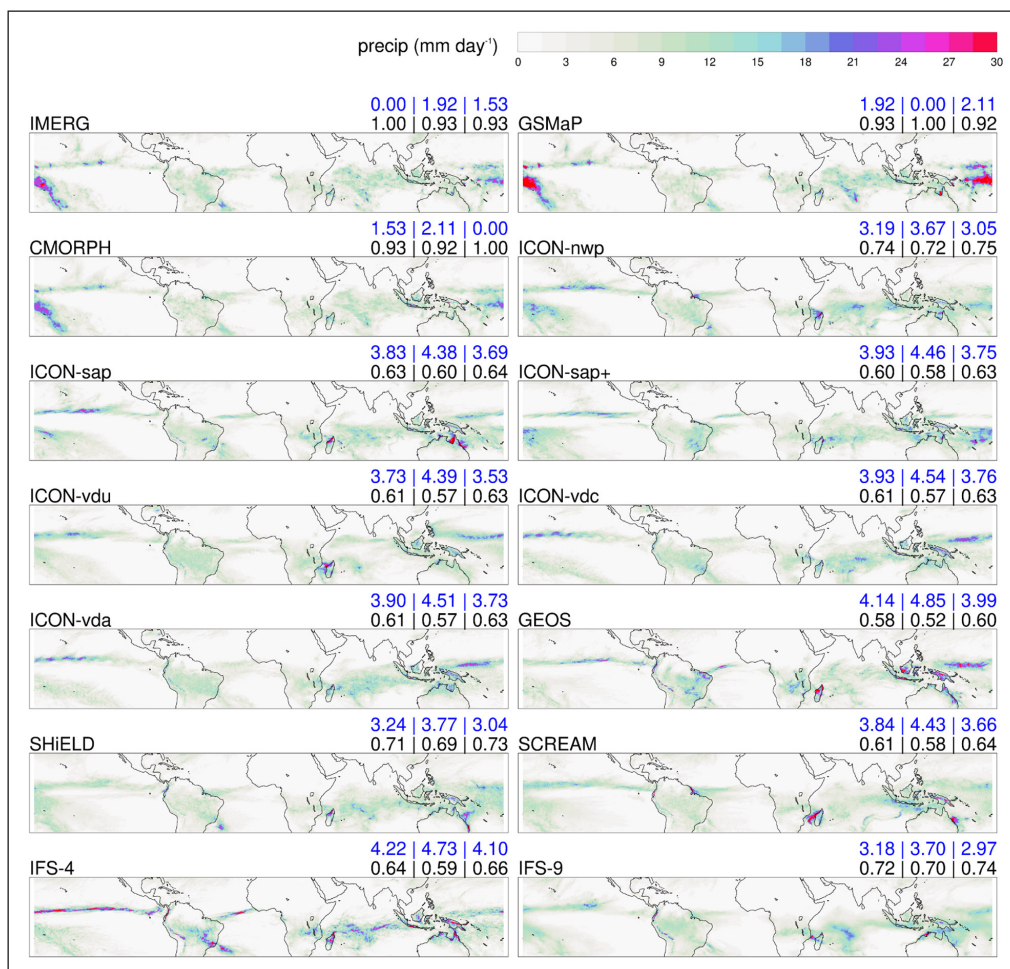 precip (mm day-1)
0 3 6 9 12 15 18 21 24 27 30
0.00 | 1.92 | 1.53
IMERG 1.00 | 0.93 | 0.93
1.92 | 0.00 | 2.11
GSMaP 0.93 | 1.00 | 0.92
1.53 | 2.11 | 0.00
CMORPH 0.93 | 0.92 | 1.00
3.19 | 3.67 | 3.05
ICON-nwp 0.74 | 0.72 | 0.75
3.83 | 4.38 | 3.69
ICON-sap 0.63 | 0.60 | 0.64
3.93 | 4.46 | 3.75
ICON-sap+ 0.60 | 0.58 | 0.63
3.73 | 4.39 | 3.53
ICON-vdu 0.61 | 0.57 | 0.63
3.93 | 4.54 | 3.76
ICON-vdc 0.61 | 0.57 | 0.63
3.90 | 4.51 | 3.73
ICON-vda 0.61 | 0.57 | 0.63
4.14 | 4.85 | 3.99
GEOS 0.58 | 0.52 | 0.60
3.24 | 3.77 | 3.04
SHiELD 0.71 | 0.69 | 0.73
3.84 | 4.43 | 3.66
SCREAM 0.61 | 0.58 | 0.64
4.22 | 4.73 | 4.10
IFS-4 0.64 | 0.59 | 0.66
3.18 | 3.70 | 2.97
IFS-9 0.72 | 0.70 | 0.74